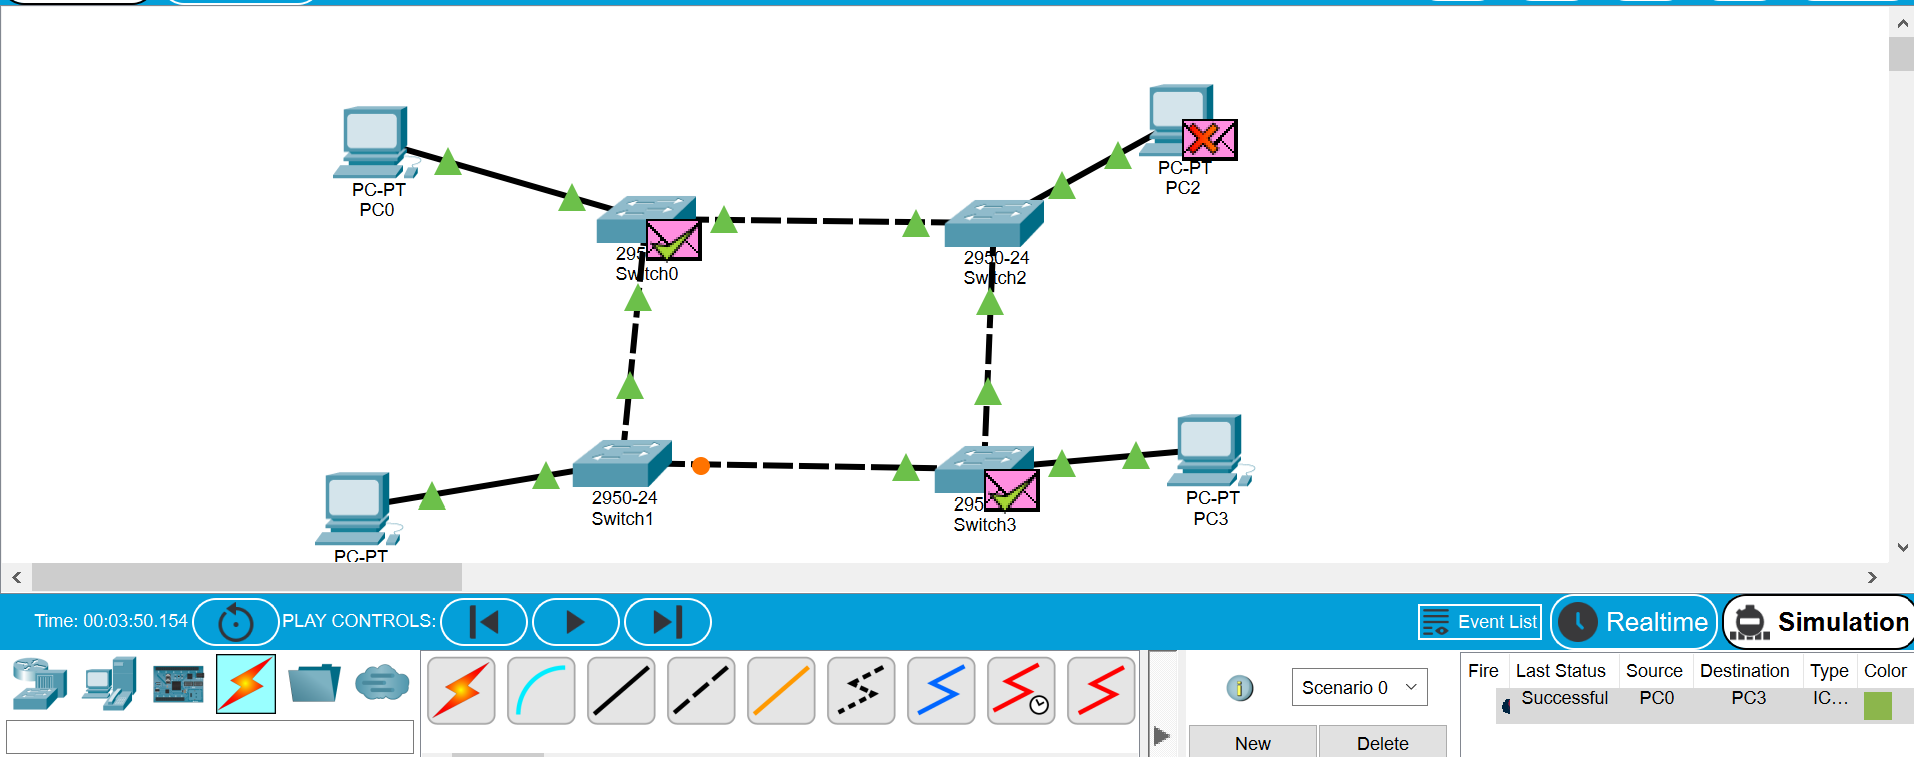 PC-PT
PC2
PC-PT
PC0
2950-24
Switch2
295
Switch0
2950-24
Switch1
295
Switch3
PC-PT
PC3
PC-PT
Time: 00:03:50.154
PLAY CONTROLS:
Event List
Realtime
Simulation
Fire Last Status Source Destination Type Color
Successful PC0 PC3 IC...
Scenario 0
New Delete